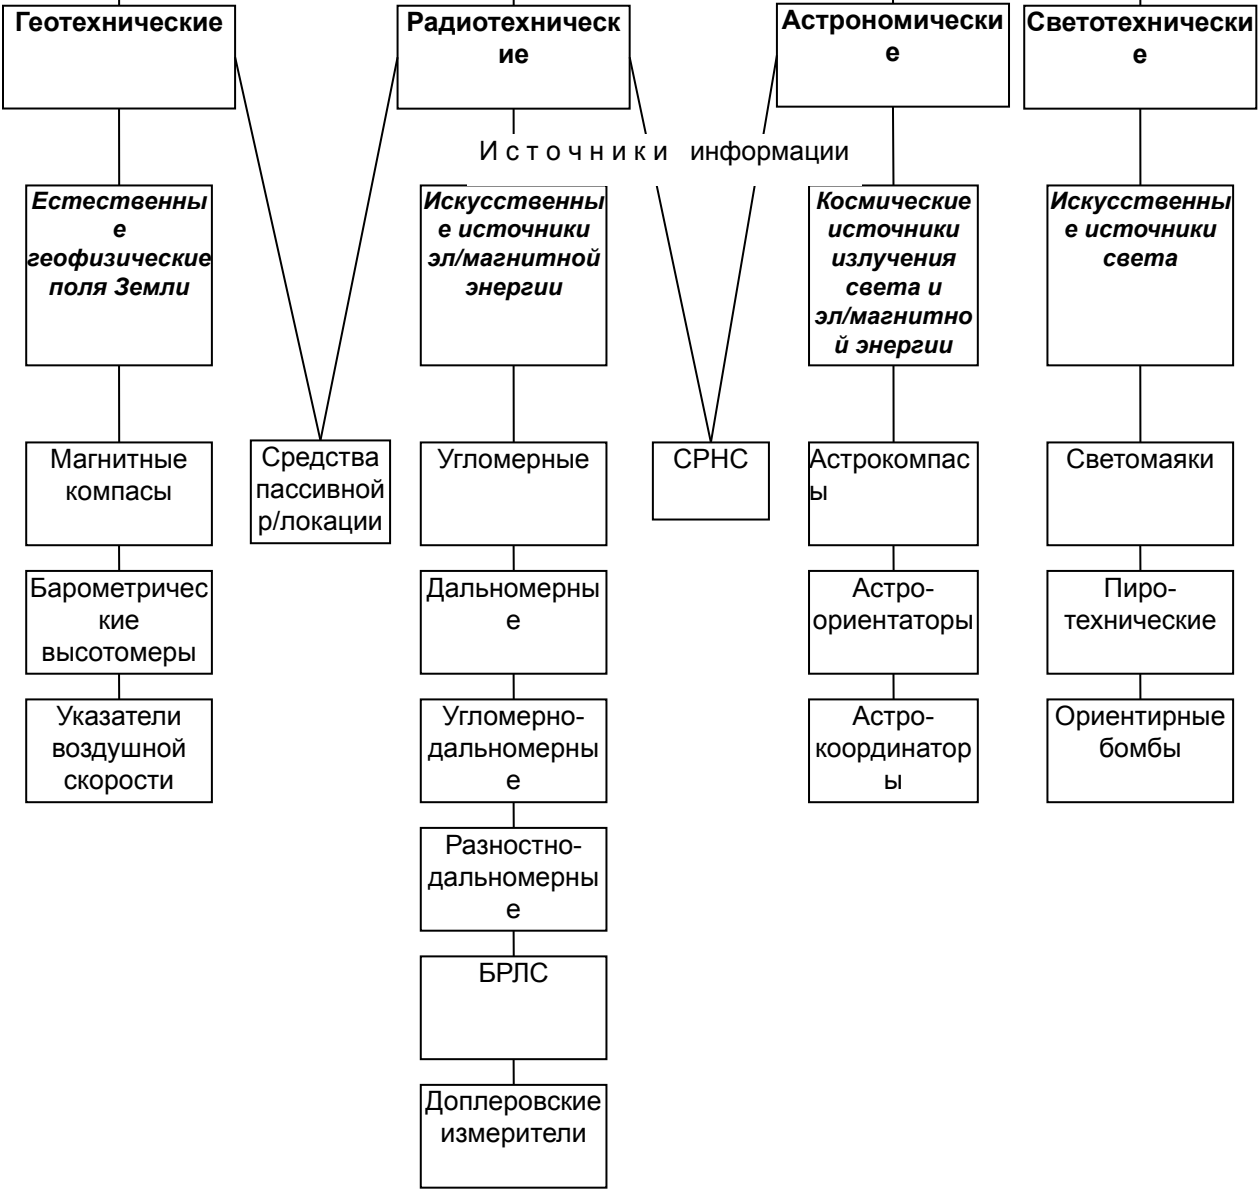 Геотехнические
Радиотехническ
ие
Астрономически
е
Светотехнически
е
И с т о ч н и к и информации
Естественны
е
геофизические
поля Земли
Искусственны
е источники
эл/магнитной
энергии
Космические
источники
излучения
света и
эл/магнитно
й энергии
Искусственны
е источники
света
Магнитные
компасы
Средства
пассивной
р/локации
Угломерные
СРНС
Астрокомпас
ы
Светомаяки
Барометричес
кие
высотомеры
Дальномерны
е
Астро-
ориентаторы
Пиро-
технические
Указатели
воздушной
скорости
Угломерно-
дальномерны
е
Астро-
координатор
ы
Ориентирные
бомбы
Разностно-
дальномерны
е
БРЛС
Доплеровские
измерители